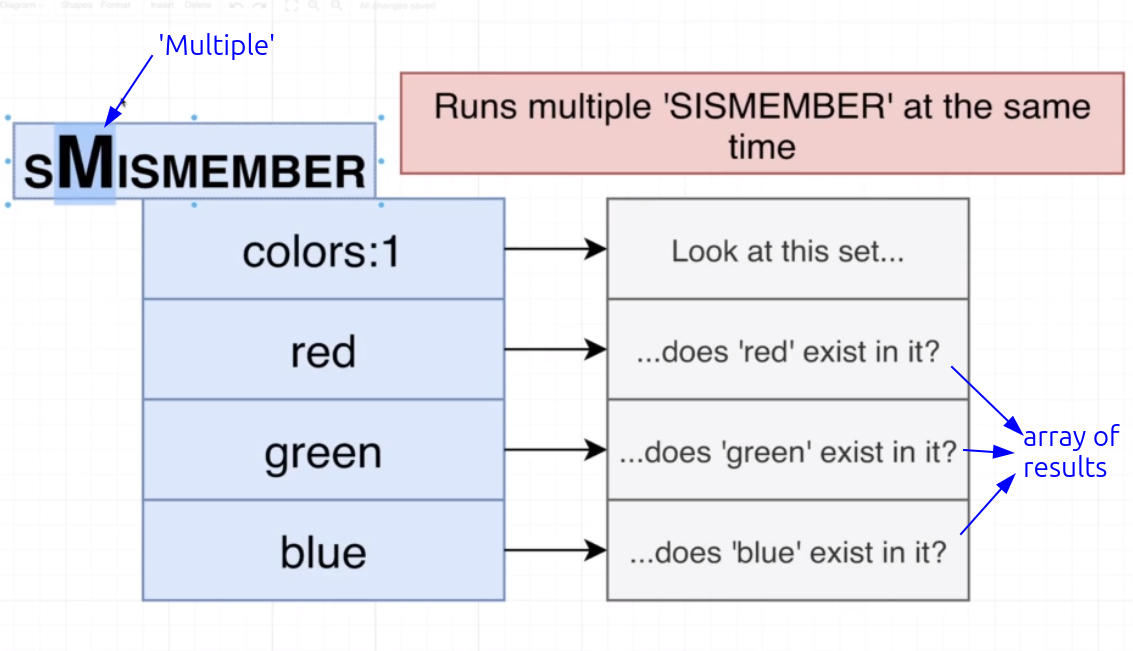 Diagram Shapes Format Insert Delete All changes saved
'Multiple'
Runs multiple 'SISMEMBER' at the same
time
SMISMEMBER
colors:1
Look at this set...
red
...does 'red' exist in it?
green
...does 'green' exist in it?
array of
results
blue
...does 'blue' exist in it?